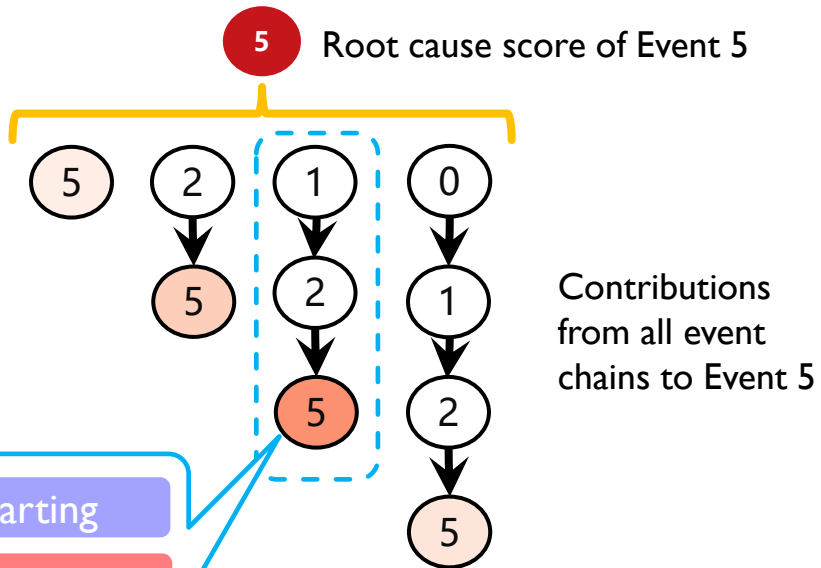 5 Root cause score of Event 5
5 2 1 0
5 2 1
5 2
5
Contributions
from all event
chains to Event 5
arting